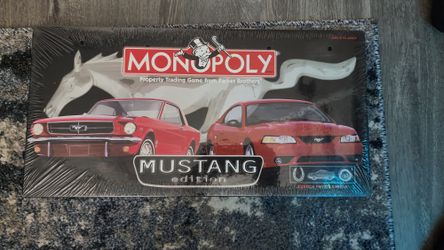 MONOPOLY
Property Trading Game from Parker Brothers
MUSTANG
edition